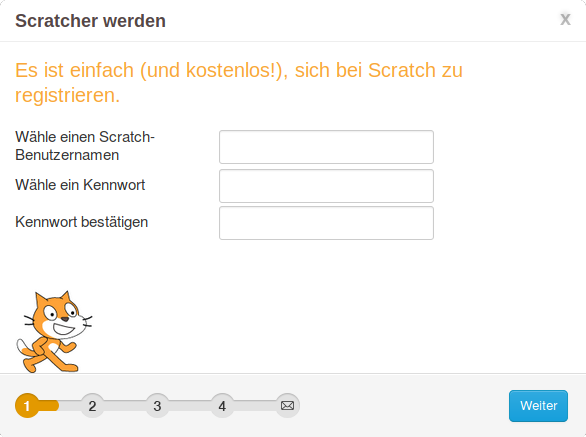 Scratcher werden
x
Es ist einfach (und kostenlos!), sich bei Scratch zu
registrieren.
Wähle einen Scratch-
Benutzernamen
Wähle ein Kennwort
Kennwort bestätigen
1 2 3 4
Weiter